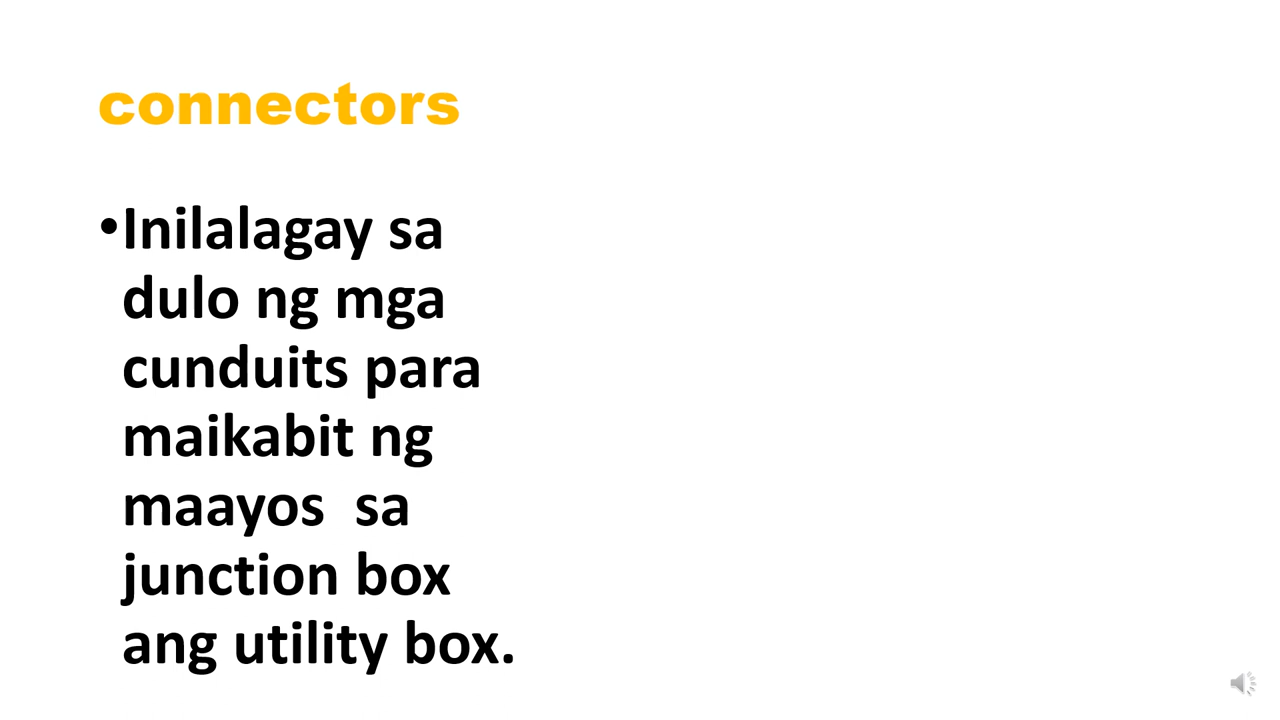 connectors
•Inilalagay sa
dulo ng mga
cunduits para
maikabit ng
maayos  sa
junction box
ang utility box.